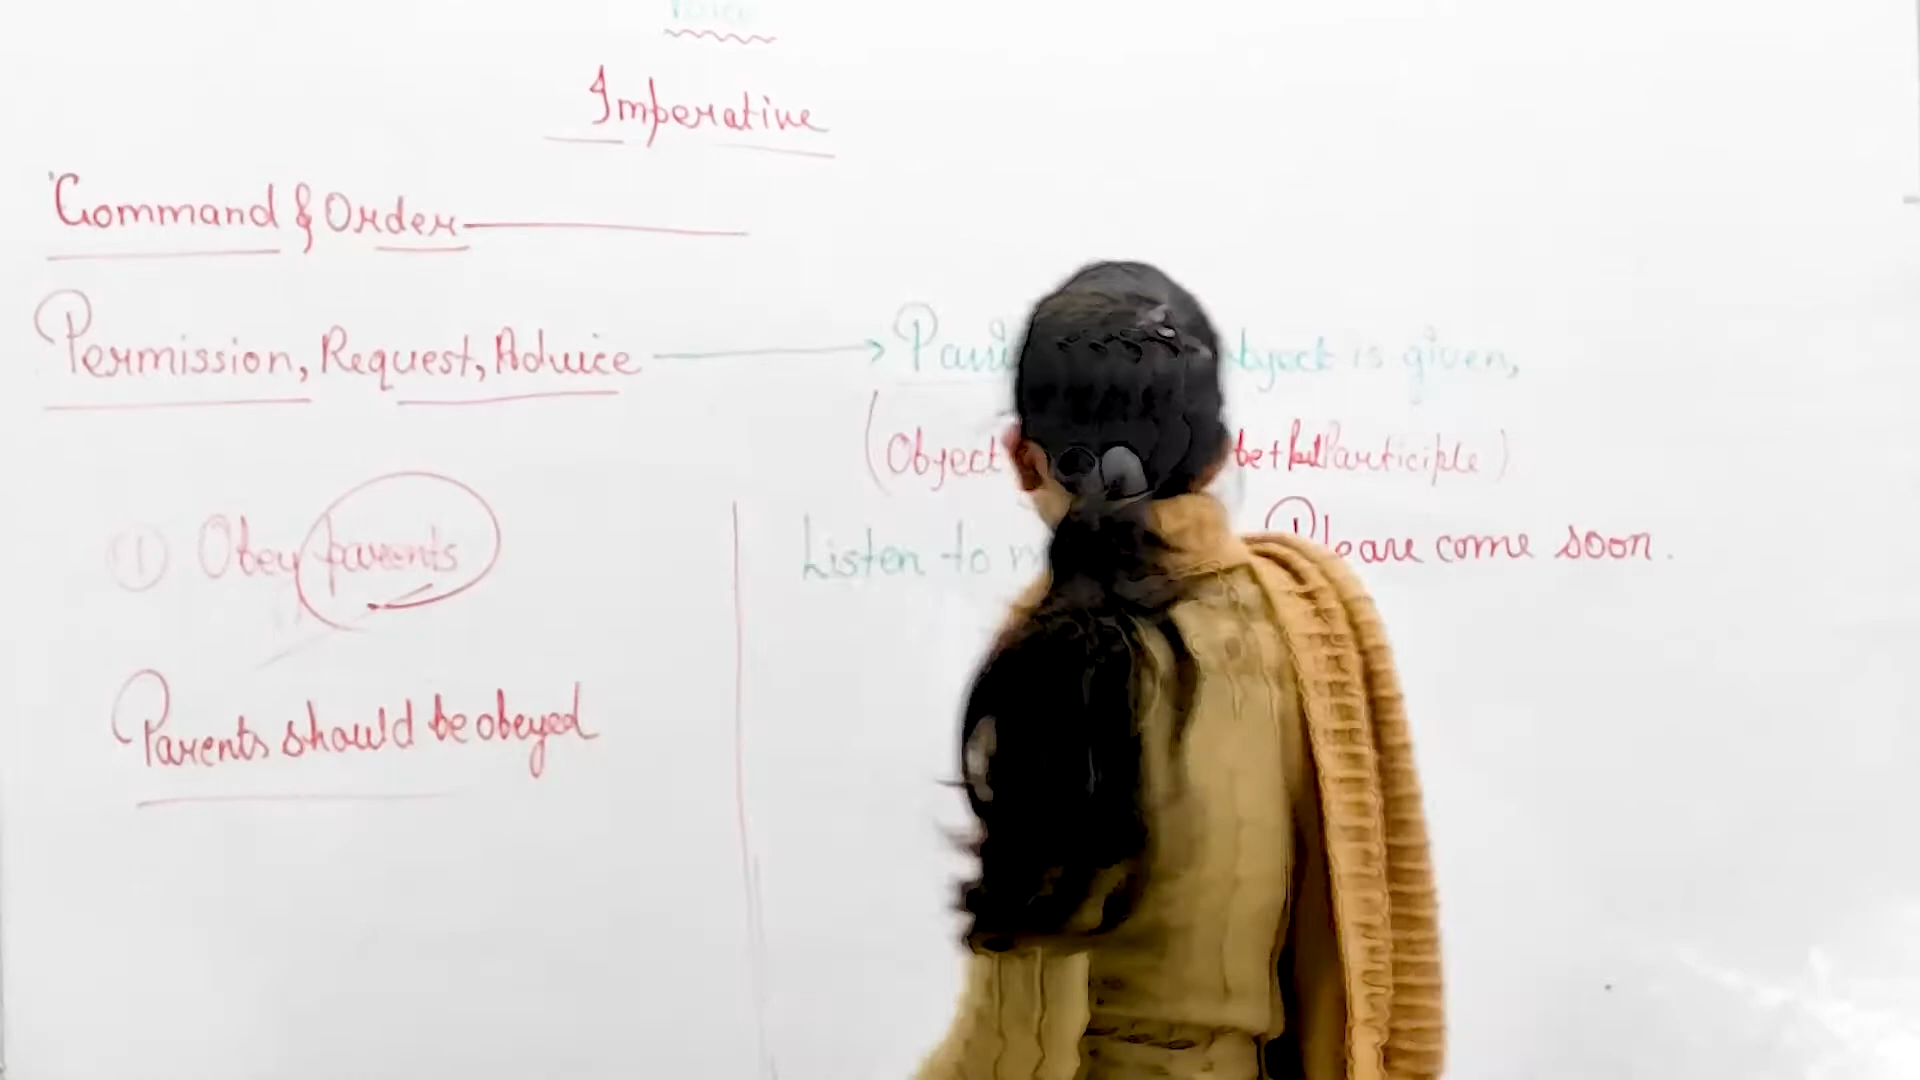 Voice
Imperative
Command & Order
Permission, Request, Advice → object is given,
(Object be + Participle)
① Obey parents
Listen to Please come soon.
Parents should be obeyed